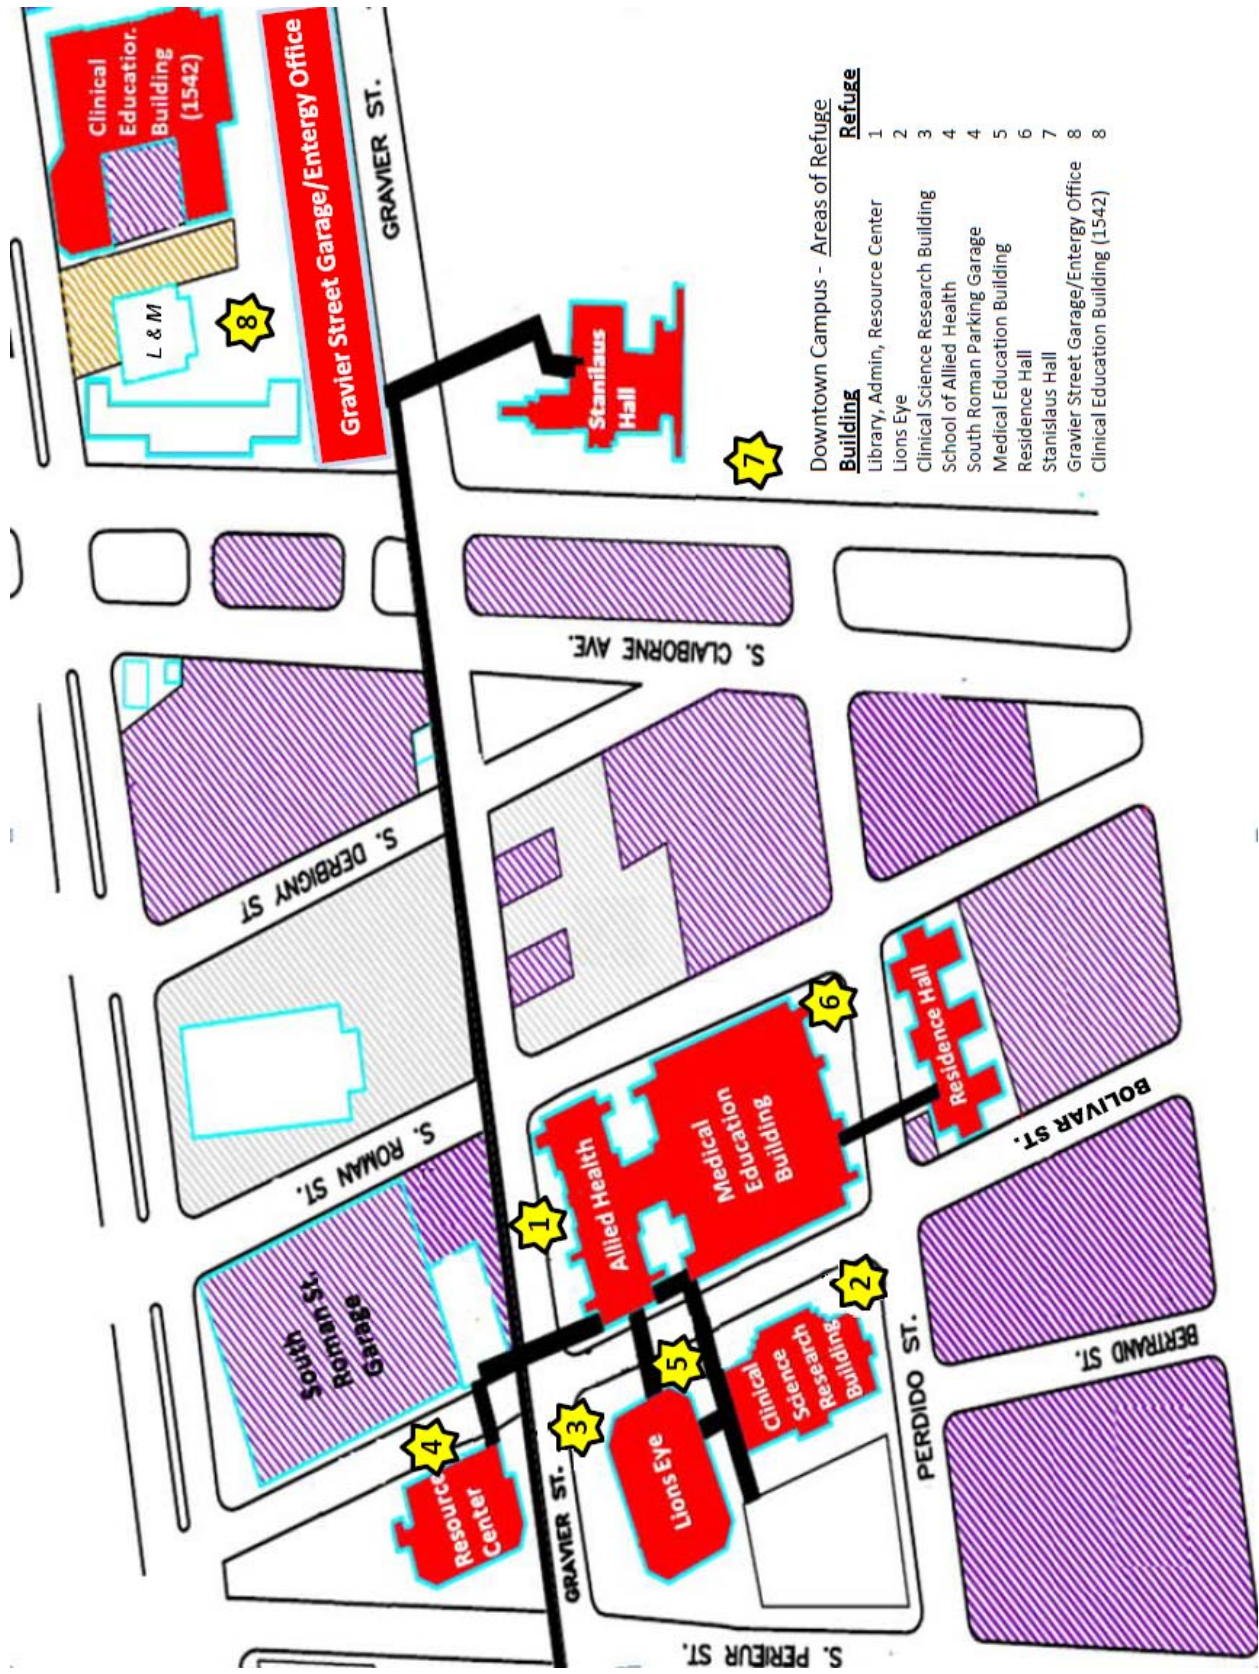 Clinical
Education
Building
(1542)
Gravier Street Garage/Entergy Office
GRAVIER ST.
L & M
8
Stanilaus
Hall
7
S. CLAIBORNE AVE.
S. DERBIGNY ST
S. ROMAN ST.
South
Roman St.
Garage
1
Allied Health
Medical
Education
Building
6
Residence Hall
BOLIVAR ST.
2
5
3
4
Clinical
Science
Research
Building
Lions Eye
Resource
Center
GRAVIER ST.
PERDIDO ST.
BERTRAND ST.
S. PERIEUR ST.
Downtown Campus - Areas of Refuge
Building Refuge
Library, Admin, Resource Center 1
Lions Eye 2
Clinical Science Research Building 3
School of Allied Health 4
South Roman Parking Garage 4
Medical Education Building 5
Residence Hall 6
Stanislaus Hall 7
Gravier Street Garage/Entergy Office 8
Clinical Education Building (1542) 8